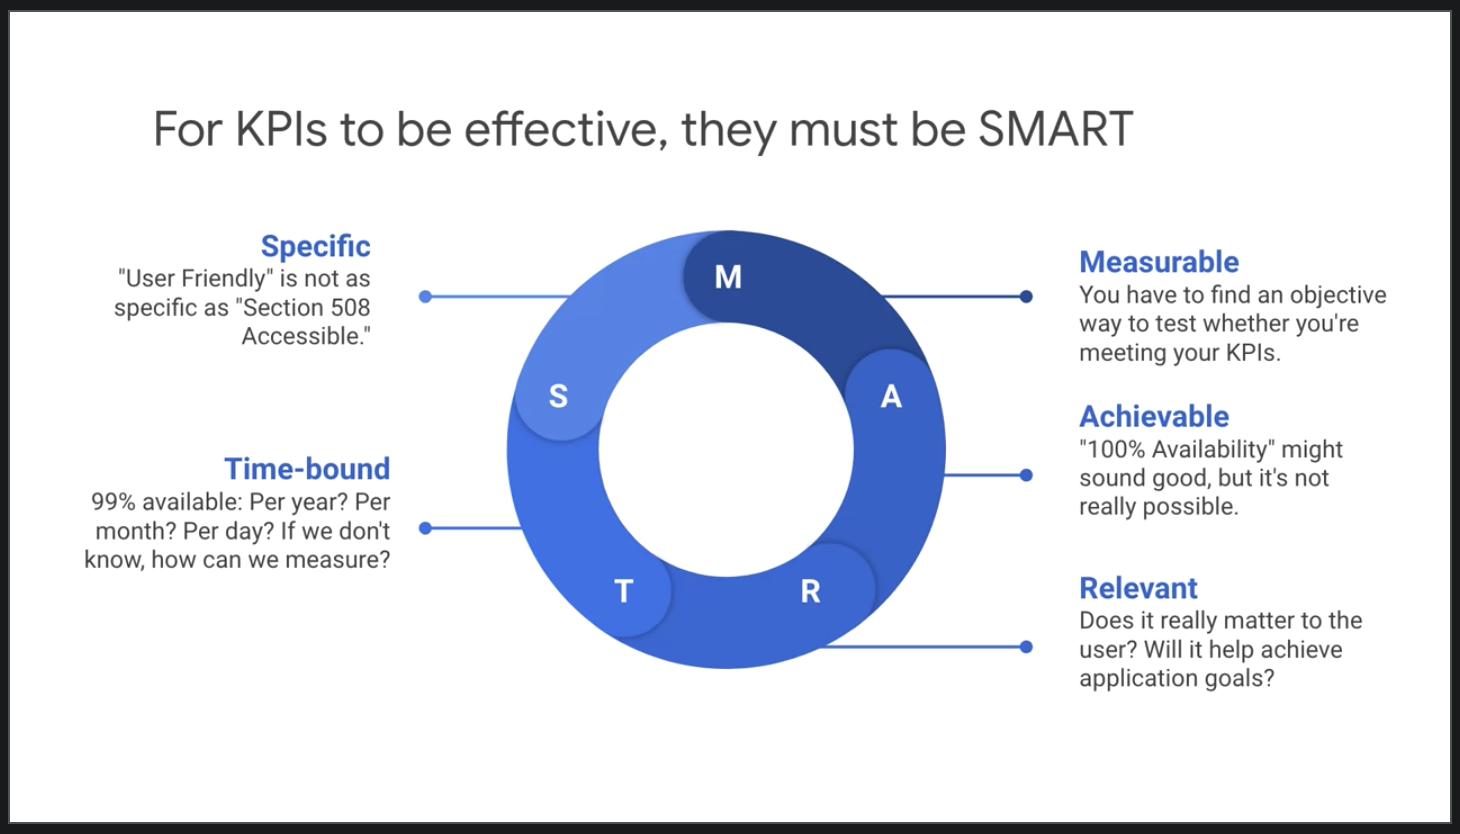 For KPIs to be effective, they must be SMART
Specific
"User Friendly" is not as
specific as "Section 508
Accessible."
Time-bound
99% available: Per year? Per
month? Per day? If we don't
know, how can we measure?
M
S
A
T
R
Measurable
You have to find an objective
way to test whether you're
meeting your KPIs.
Achievable
"100% Availability" might
sound good, but it's not
really possible.
Relevant
Does it really matter to the
user? Will it help achieve
application goals?